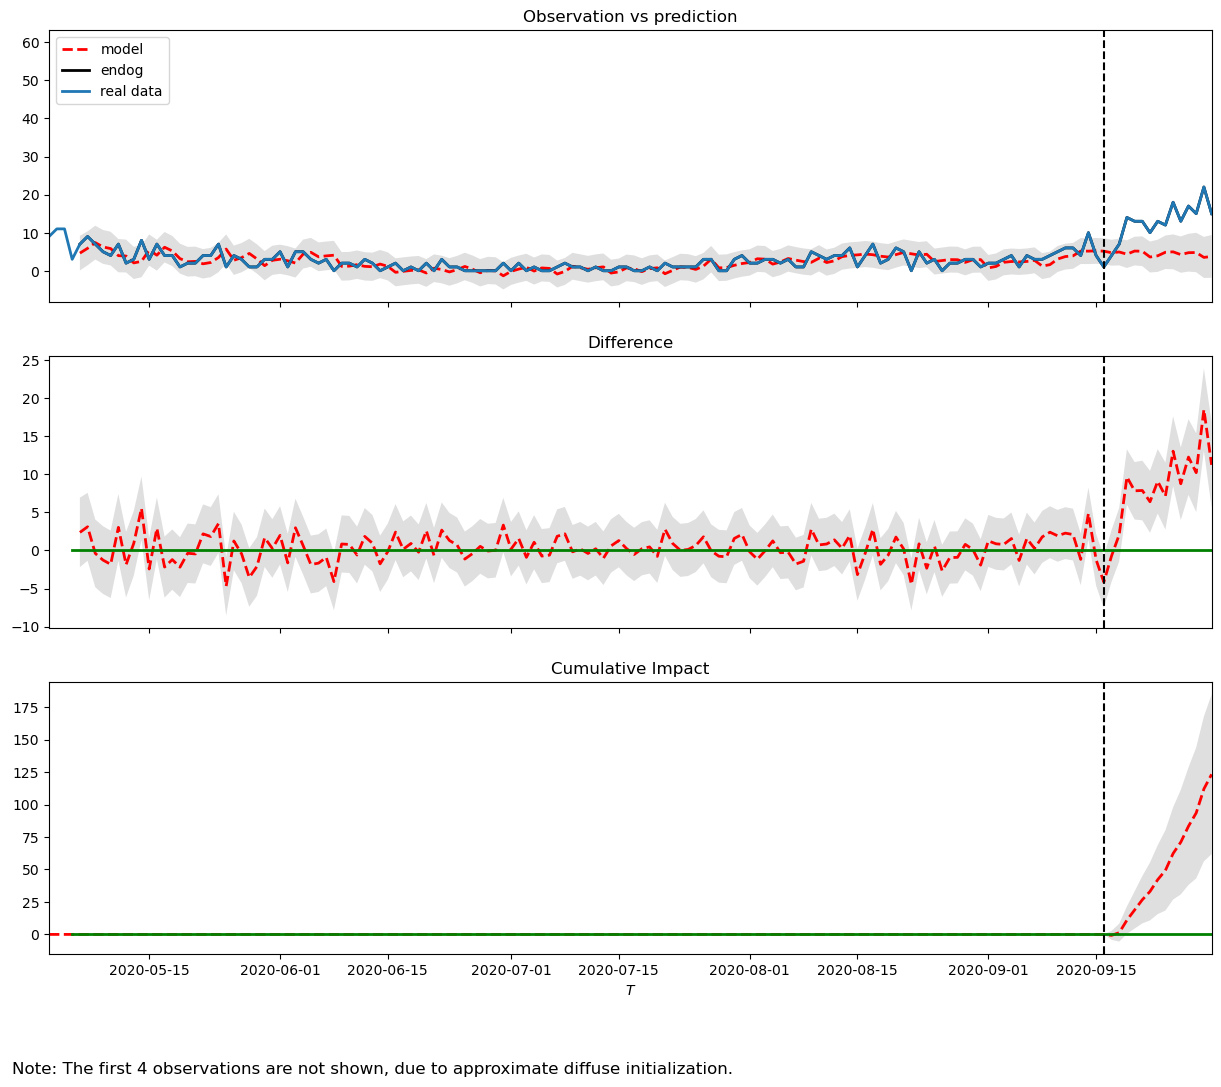 Observation vs prediction
60
50
40
30
20
10
0
model
endog
real data
Difference
25
20
15
10
5
0
−5
−10
Cumulative Impact
175
150
125
100
75
50
25
0
2020-05-15 2020-06-01 2020-06-15 2020-07-01 2020-07-15 2020-08-01 2020-08-15 2020-09-01 2020-09-15
T
Note: The first 4 observations are not shown, due to approximate diffuse initialization.